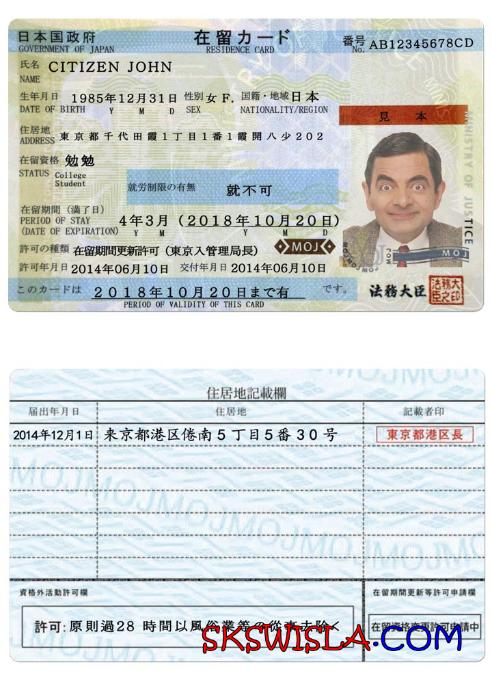 日本国政府
GOVERNMENT OF JAPAN
在留カード
RESIDENCE CARD
番号 No. AB12345678CD
氏名 NAME CITIZEN JOHN
生年月日 1985年12月31日 性別 女 F. 国籍・地域 日本
DATE OF BIRTH Y M D SEX NATIONALITY/REGION
住居地 ADDRESS 東京都千代田霞1丁目1番1霞開八少202
見本
在留資格 STATUS 勉勉
College Student
就労制限の有無 就不可
在留期間(満了日)
PERIOD OF STAY (DATE OF EXPIRATION) 4年3月(2018年10月20日)
Y M Y M D
許可の種類 在留期間更新許可(東京入管理局長) MOJ
許可年月日 2014年06月10日 交付年月日 2014年06月10日
このカードは 2018年10月20日まで有 です。
PERIOD OF VALIDITY OF THIS CARD
法務大臣
MINISTRY OF JUSTICE
MOJ
住居地記載欄
届出年月日 住居地 記載者印
2014年12月1日 来京都港区倦南5丁目5番30号 東京都港区長
MOJMOJMOJ
資格外活動許可欄 在留期間更新等許可申請欄
許可:原則過28 時間以風俗業等の従事去除く
在留資格変更許可申請中
SKSWISLA.COM